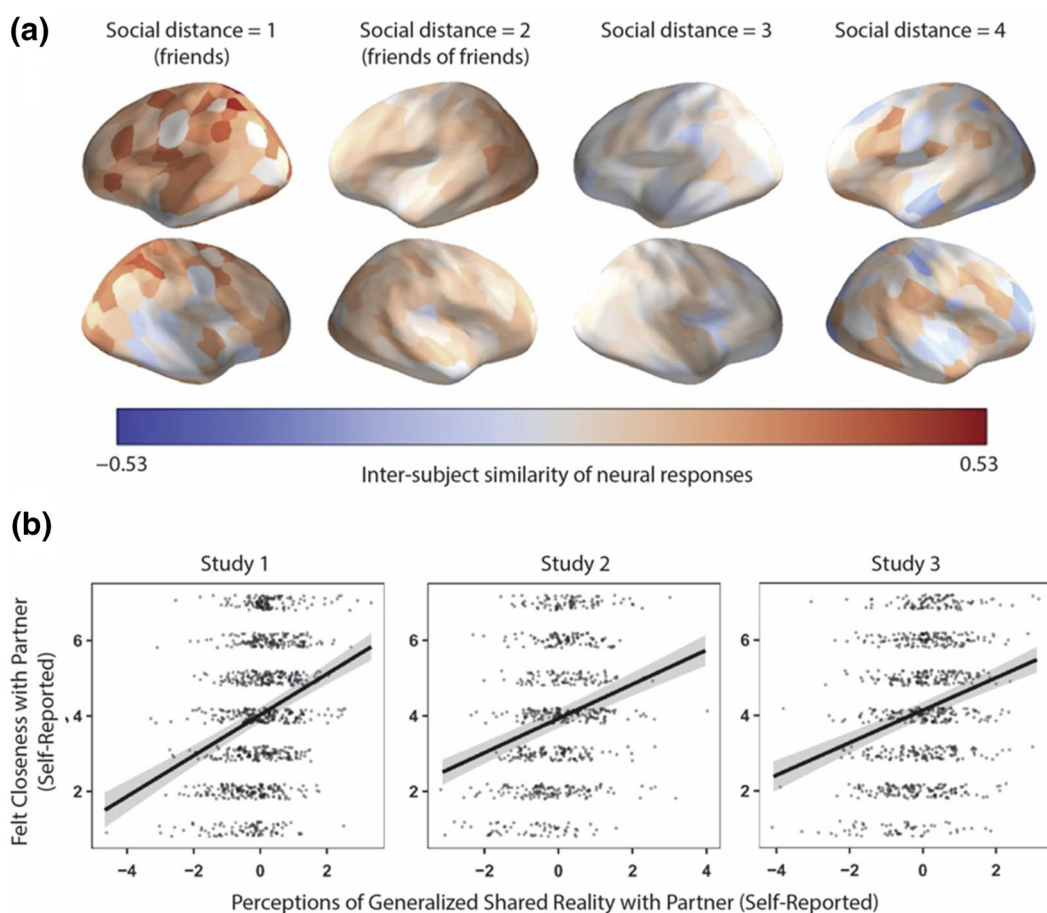 (a)
Social distance = 1
(friends)
Social distance = 2
(friends of friends)
Social distance = 3
Social distance = 4
−0.53
0.53
Inter-subject similarity of neural responses
(b)
Felt Closeness with Partner
(Self-Reported)
Study 1
Study 2
Study 3
6
4
2
−4
−2
0
2
6
4
2
−2
0
2
4
6
4
2
−4
−2
0
2
Perceptions of Generalized Shared Reality with Partner (Self-Reported)